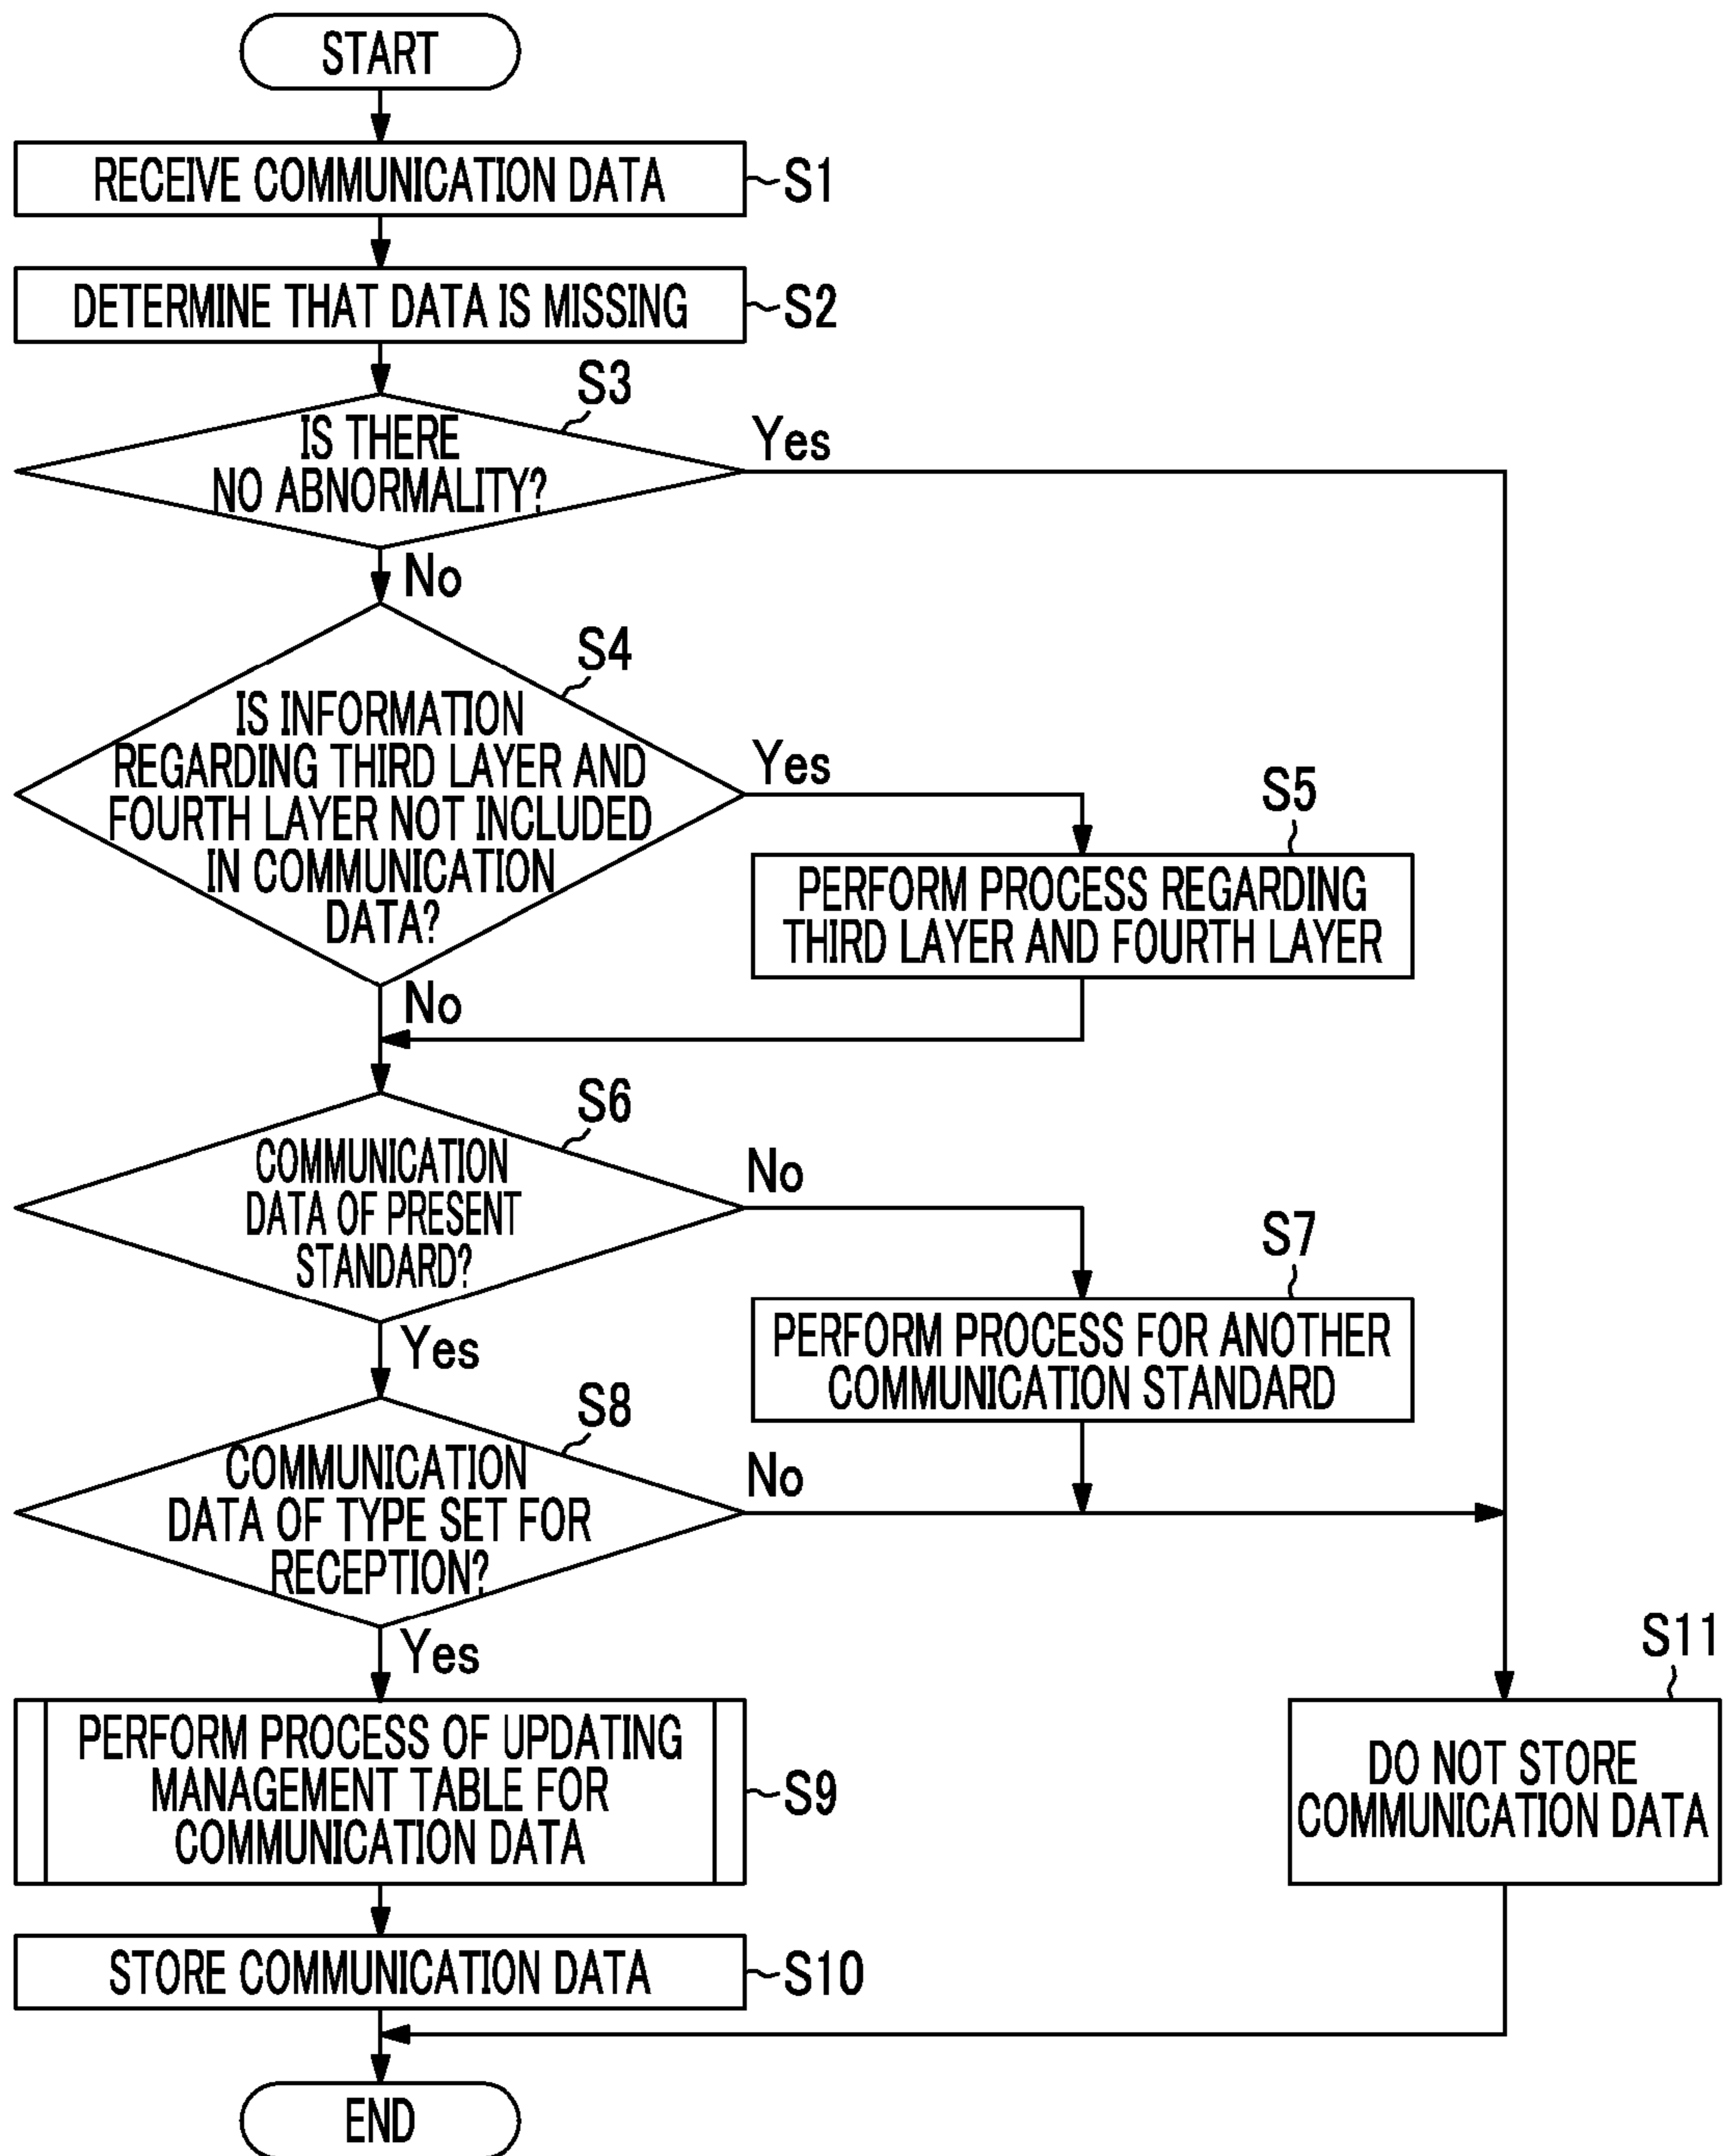 START
RECEIVE COMMUNICATION DATA
S1
DETERMINE THAT DATA IS MISSING
S2
S3
IS THERE
NO ABNORMALITY?
Yes
No
S4
IS INFORMATION
REGARDING THIRD LAYER AND
FOURTH LAYER NOT INCLUDED
IN COMMUNICATION
DATA?
Yes
S5
PERFORM PROCESS REGARDING
THIRD LAYER AND FOURTH LAYER
No
S6
COMMUNICATION
DATA OF PRESENT
STANDARD?
No
S7
PERFORM PROCESS FOR ANOTHER
COMMUNICATION STANDARD
Yes
S8
COMMUNICATION
DATA OF TYPE SET FOR
RECEPTION?
No
Yes
S9
PERFORM PROCESS OF UPDATING
MANAGEMENT TABLE FOR
COMMUNICATION DATA
S11
DO NOT STORE
COMMUNICATION DATA
STORE COMMUNICATION DATA
S10
END